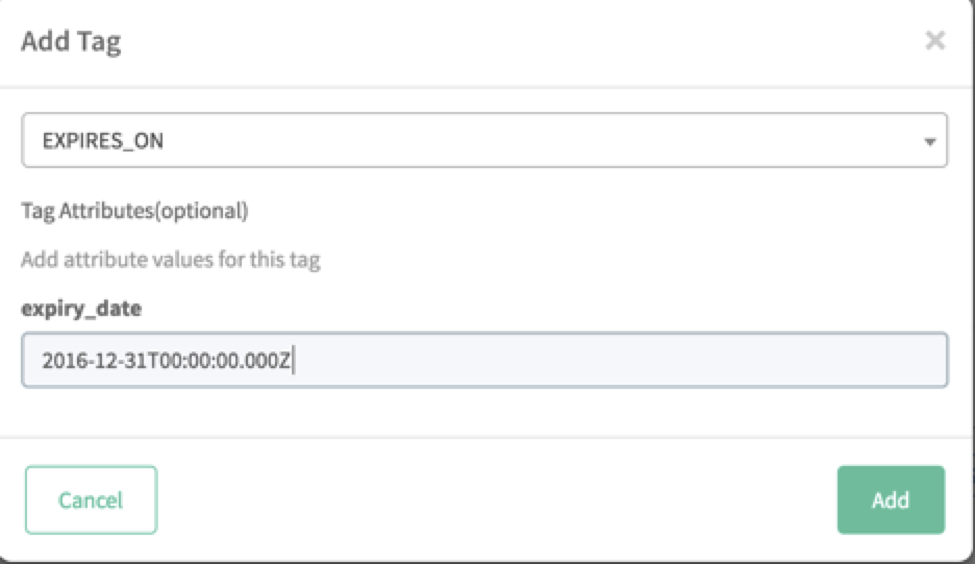 Add Tag
EXPIRES_ON
Tag Attributes(optional)
Add attribute values for this tag
expiry_date
2016-12-31T00:00:00.000Z
Cancel
Add